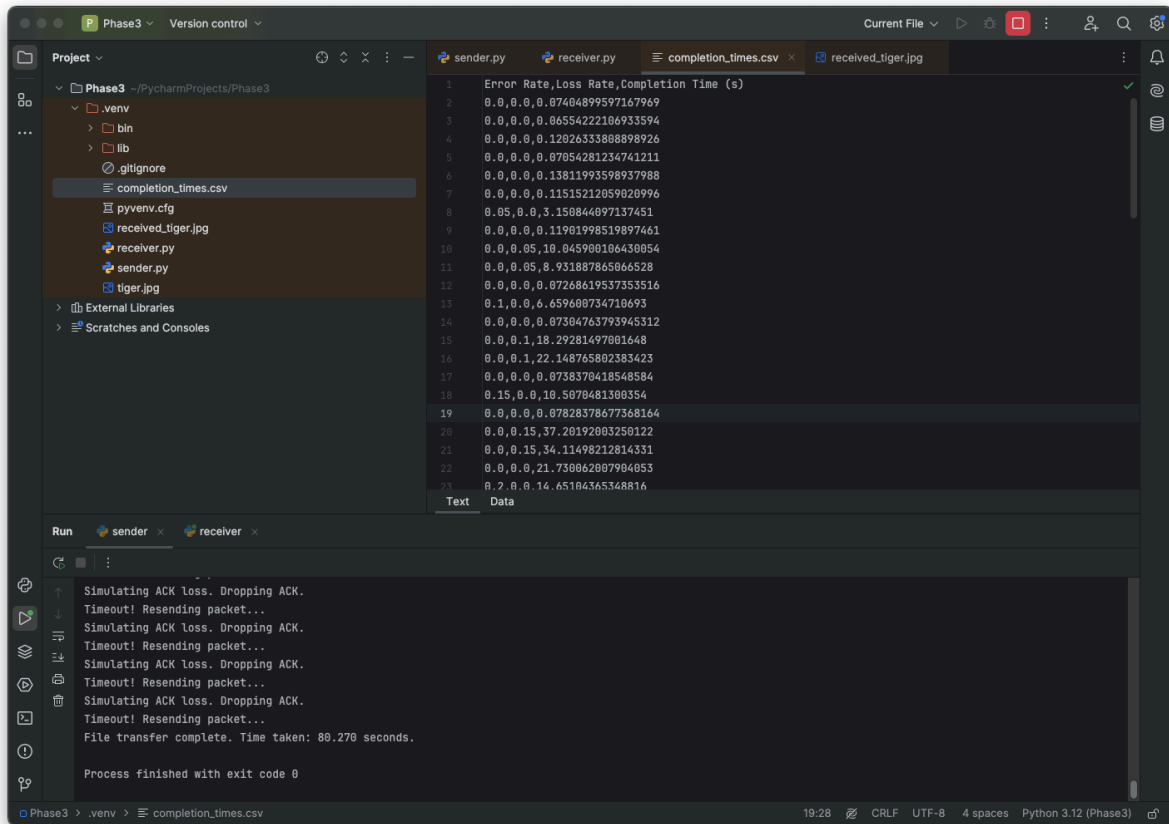 P Phase3 Version control Current File
Project
Phase3 ~/PycharmProjects/Phase3
.venv
bin
lib
.gitignore
completion_times.csv
pyvenv.cfg
received_tiger.jpg
receiver.py
sender.py
tiger.jpg
External Libraries
Scratches and Consoles
sender.py receiver.py completion_times.csv received_tiger.jpg
1 Error Rate,Loss Rate,Completion Time (s)
2 0.0,0.0,0.07404899597167969
3 0.0,0.0,0.06554222106933594
4 0.0,0.0,0.12026333808898926
5 0.0,0.0,0.07054281234741211
6 0.0,0.0,0.13811993598937988
7 0.0,0.0,0.11515212059020996
8 0.05,0.0,3.150844097137451
9 0.0,0.0,0.11901998519897461
10 0.0,0.05,10.045900106430054
11 0.0,0.05,8.931887865066528
12 0.0,0.0,0.07268619537353516
13 0.1,0.0,6.659600734710693
14 0.0,0.0,0.07304763793945312
15 0.0,0.1,18.29281497001648
16 0.0,0.1,22.148765802383423
17 0.0,0.0,0.0738370418548584
18 0.15,0.0,10.5070481300354
19 0.0,0.0,0.07828378677368164
20 0.0,0.15,37.20192003250122
21 0.0,0.15,34.11498212814331
22 0.0,0.0,21.730062007904053
23 0.2,0.0,14.65104365348816
Text Data
Run sender receiver
Simulating ACK loss. Dropping ACK.
Timeout! Resending packet...
Simulating ACK loss. Dropping ACK.
Timeout! Resending packet...
Simulating ACK loss. Dropping ACK.
Timeout! Resending packet...
Simulating ACK loss. Dropping ACK.
Timeout! Resending packet...
File transfer complete. Time taken: 80.270 seconds.
Process finished with exit code 0
Phase3 > .venv > completion_times.csv 19:28 CRLF UTF-8 4 spaces Python 3.12 (Phase3)